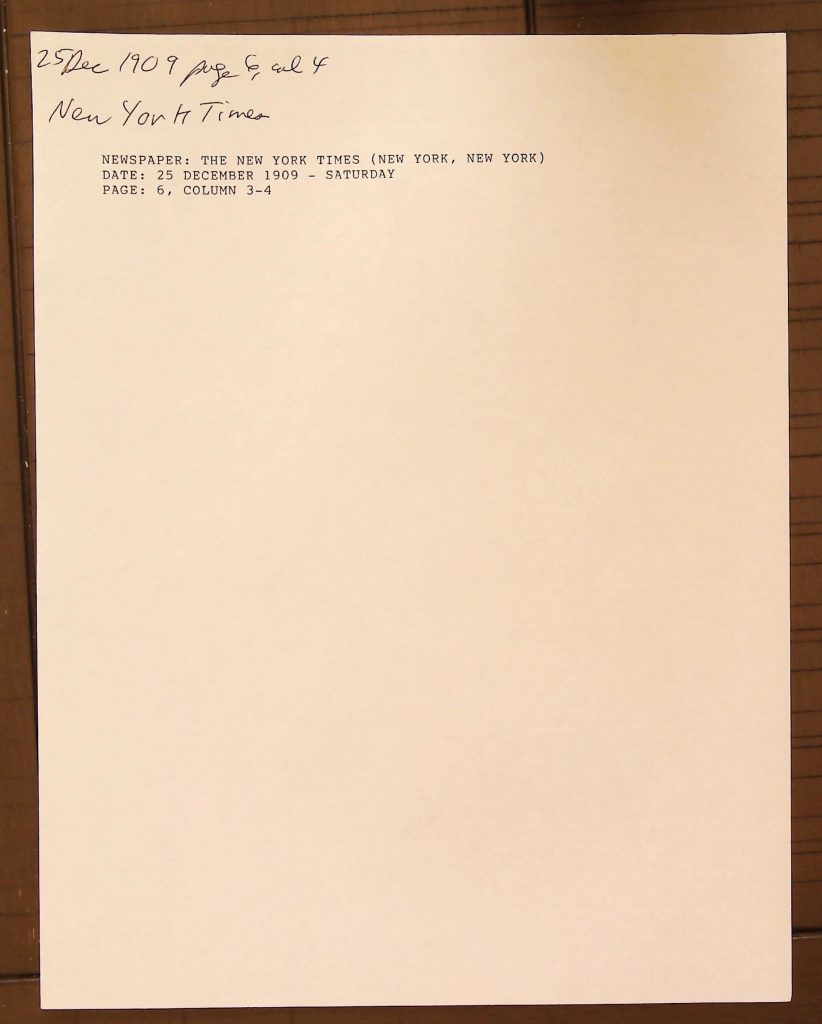 25 Dec 1909 page 6, col 4
New York Times
NEWSPAPER: THE NEW YORK TIMES (NEW YORK, NEW YORK)
DATE: 25 DECEMBER 1909 - SATURDAY
PAGE: 6, COLUMN 3-4